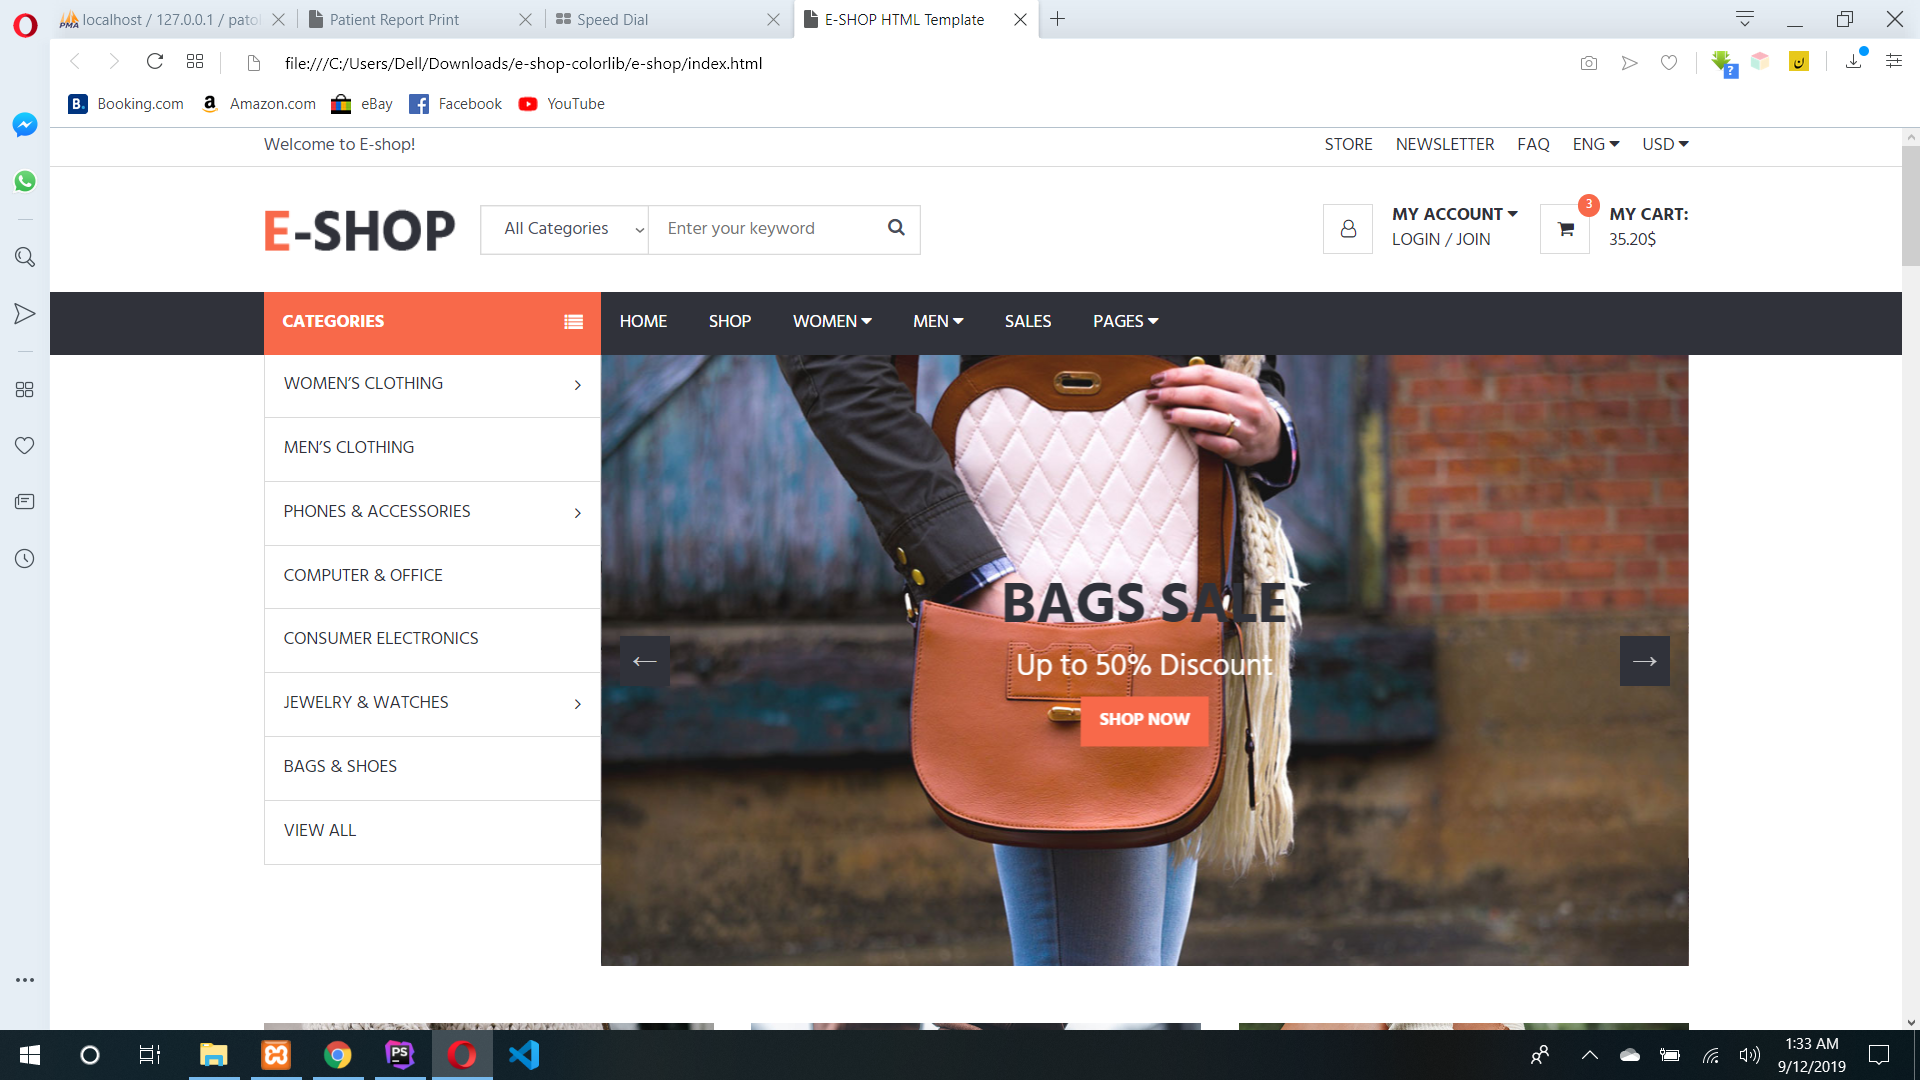 localhost / 127.0.0.1 / patol
Patient Report Print
Speed Dial
E-SHOP HTML Template
file:///C:/Users/Dell/Downloads/e-shop-colorlib/e-shop/index.html
Booking.com
Amazon.com
eBay
Facebook
YouTube
Welcome to E-shop!
STORE
NEWSLETTER
FAQ
ENG
USD
E-SHOP
All Categories
Enter your keyword
MY ACCOUNT
LOGIN / JOIN
3
MY CART:
35.20$
CATEGORIES
HOME
SHOP
WOMEN
MEN
SALES
PAGES
WOMEN’S CLOTHING
MEN’S CLOTHING
PHONES & ACCESSORIES
COMPUTER & OFFICE
CONSUMER ELECTRONICS
JEWELRY & WATCHES
BAGS & SHOES
VIEW ALL
BAGS SALE
Up to 50% Discount
SHOP NOW
1:33 AM
9/12/2019